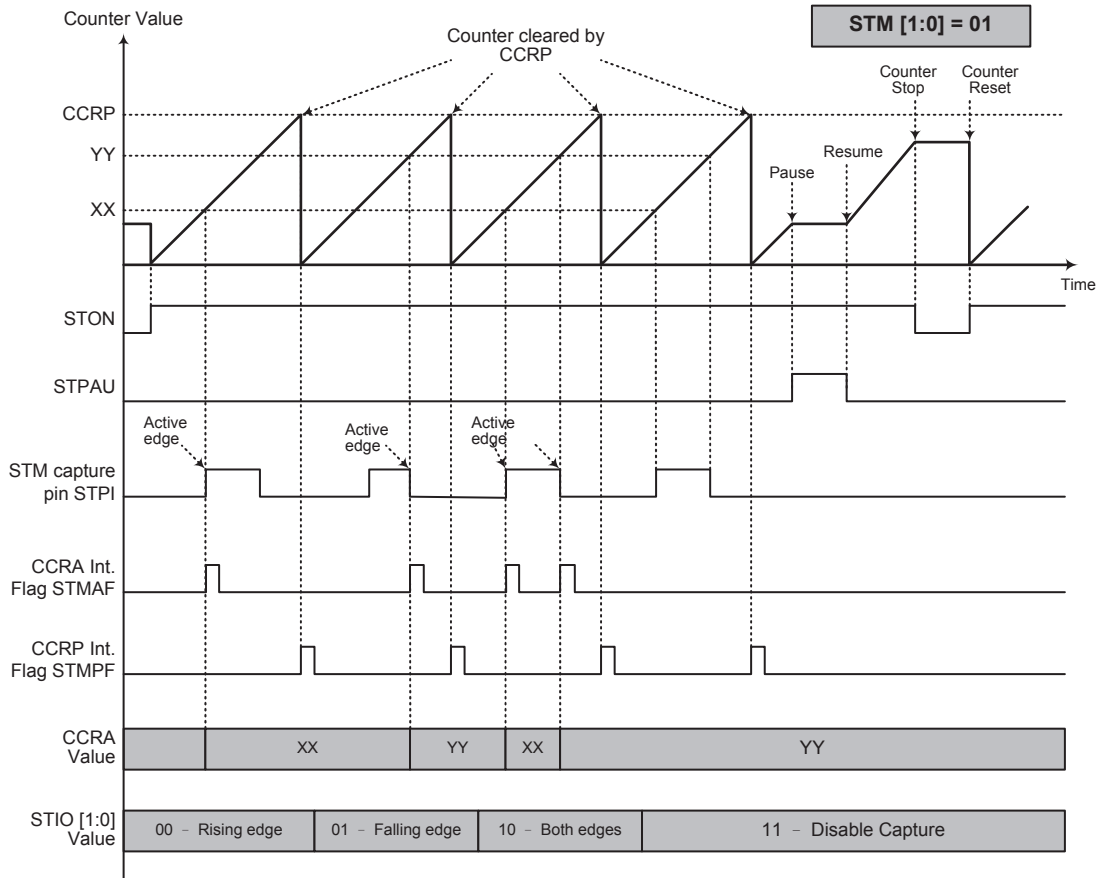 Counter Value
STM [1:0] = 01
Counter cleared by
CCRP
Counter
Stop
Counter
Reset
CCRP
YY
XX
Pause
Resume
Time
STON
STPAU
Active
edge
Active
edge
Active
edge
STM capture
pin STPI
CCRA Int.
Flag STMAF
CCRP Int.
Flag STMPF
CCRA
Value
XX
YY
XX
YY
STIO [1:0]
Value
00 – Rising edge
01 – Falling edge
10 – Both edges
11 – Disable Capture